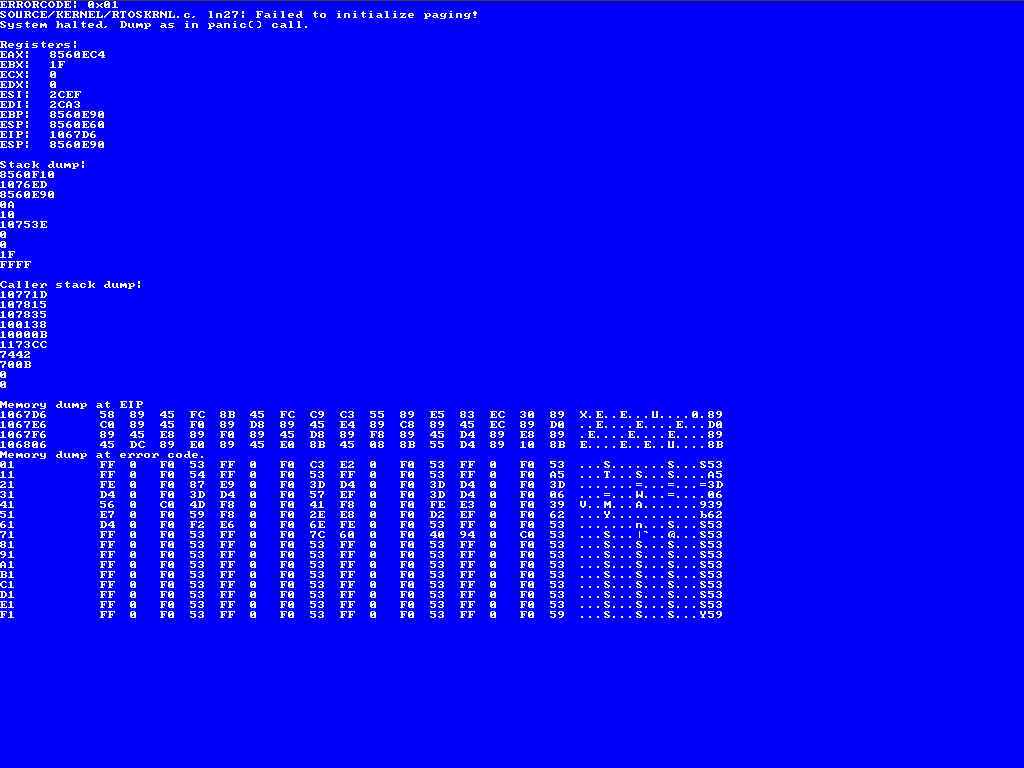 ERRORCODE: 0x01
SOURCE/KERNEL/RTOSKRNL.c, ln27: Failed to initialize paging!
System halted, Dump as in panic() call.
Registers:
EAX: 8560EC4
EBX: 1F
ECX: 0
EDX: 0
ESI: 2CEF
EDI: 2CA3
EBP: 8560E90
ESP: 8560E60
EIP: 1067D6
ESP: 8560E90
Stack dump:
8560F10
1076ED
8560E90
0A
10
10753E
0
0
1F
FFFF
Caller stack dump:
10771D
107815
107835
100138
10000B
1173CC
7442
700B
0
0
Memory dump at EIP
1067D6 58 89 45 FC 8B 45 FC C9 C3 55 89 E5 83 EC 30 89 X.E..E...U....0.89
1067E6 C0 89 45 F0 89 D8 89 45 E4 89 C8 89 45 EC 89 D0 ..E....E....E...D0
1067F6 89 45 E8 89 F0 89 45 D8 89 F8 89 45 D4 89 E8 89 .E....E....E....89
106806 45 DC 89 E0 89 45 E0 8B 45 08 8B 55 D4 89 10 8B E....E..E..U....8B
Memory dump at error code.
01 FF 0 F0 53 FF 0 F0 C3 E2 0 F0 53 FF 0 F0 53 ...S.......S...S53
11 FF 0 F0 54 FF 0 F0 53 FF 0 F0 53 FF 0 F0 A5 ...T...S...S....A5
21 FE 0 F0 87 E9 0 F0 3D D4 0 F0 3D D4 0 F0 3D .......=...=...=3D
31 D4 0 F0 3D D4 0 F0 57 EF 0 F0 3D D4 0 F0 06 ...=...W...=....06
41 56 0 C0 4D F8 0 F0 41 F8 0 F0 FE E3 0 F0 39 V..M...A.......939
51 E7 0 F0 59 F8 0 F0 2E E8 0 F0 D2 EF 0 F0 62 ...Y...........b62
61 D4 0 F0 F2 E6 0 F0 6E FE 0 F0 53 FF 0 F0 53 .......n...S...S53
71 FF 0 F0 53 FF 0 F0 7C 60 0 F0 40 94 0 C0 53 ...S...|`..@...S53
81 FF 0 F0 53 FF 0 F0 53 FF 0 F0 53 FF 0 F0 53 ...S...S...S...S53
91 FF 0 F0 53 FF 0 F0 53 FF 0 F0 53 FF 0 F0 53 ...S...S...S...S53
A1 FF 0 F0 53 FF 0 F0 53 FF 0 F0 53 FF 0 F0 53 ...S...S...S...S53
B1 FF 0 F0 53 FF 0 F0 53 FF 0 F0 53 FF 0 F0 53 ...S...S...S...S53
C1 FF 0 F0 53 FF 0 F0 53 FF 0 F0 53 FF 0 F0 53 ...S...S...S...S53
D1 FF 0 F0 53 FF 0 F0 53 FF 0 F0 53 FF 0 F0 53 ...S...S...S...S53
E1 FF 0 F0 53 FF 0 F0 53 FF 0 F0 53 FF 0 F0 53 ...S...S...S...S53
F1 FF 0 F0 53 FF 0 F0 53 FF 0 F0 53 FF 0 F0 59 ...S...S...S...Y59